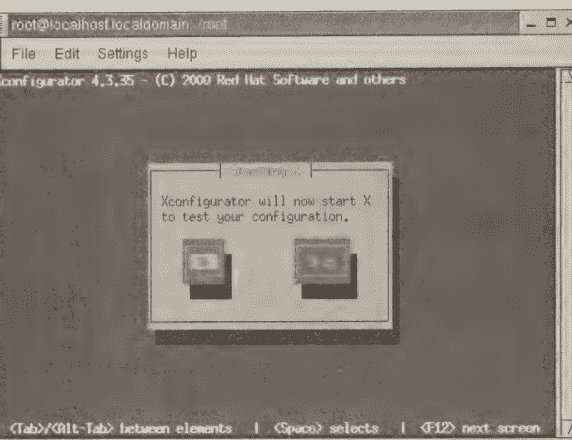 root@localhost.localdomain: /root
File Edit Settings Help
Xconfigurator 4.3.35 - (C) 2000 Red Hat Software and others
Xconfigurator will now start X
to test your configuration.
<Tab>/<Alt-Tab> between elements | <Space> selects | <F12> next screen